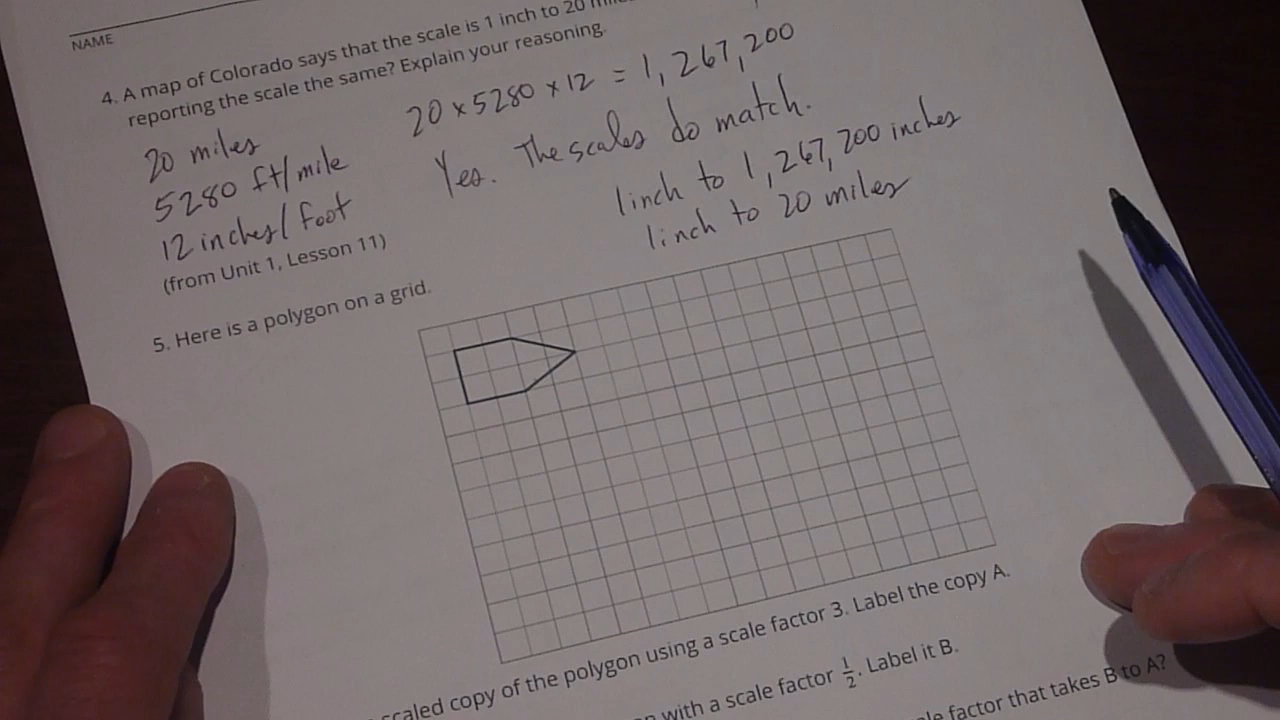 NAME
4. A map of Colorado says that the scale is 1 inch to 20
reporting the scale the same? Explain your reasoning.
20 miles
5280 ft/mile
12 inches/foot
20 x 5280 x 12 = 1,267,200
Yes. The scales do match.
1 inch to 1,267,200 inches
1 inch to 20 miles
(from Unit 1, Lesson 11)
5. Here is a polygon on a grid.
scaled copy of the polygon using a scale factor 3. Label the copy A.
with a scale factor 1/2. Label it B.
factor that takes B to A?